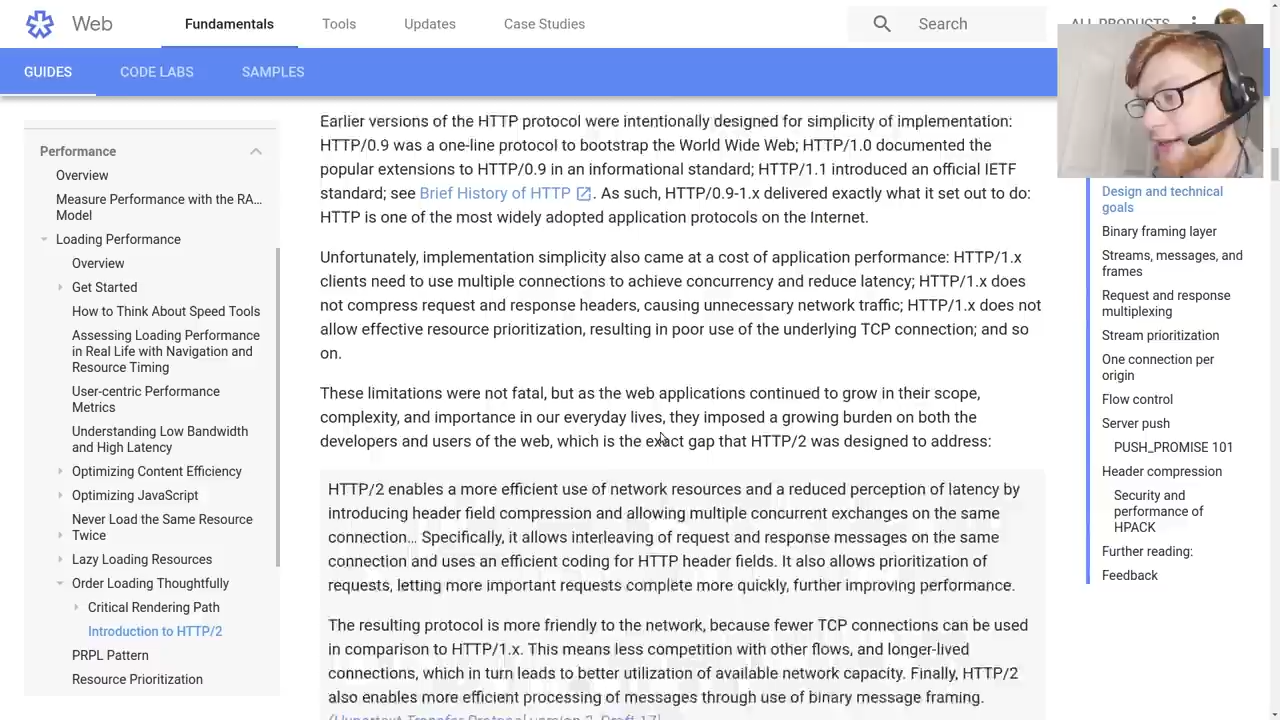 Web
Fundamentals
Tools
Updates
Case Studies
Search
ALL PRODUCTS
GUIDES
CODE LABS
SAMPLES
Performance
Overview
Measure Performance with the RA…
Model
Loading Performance
Overview
Get Started
How to Think About Speed Tools
Assessing Loading Performance
in Real Life with Navigation and
Resource Timing
User-centric Performance
Metrics
Understanding Low Bandwidth
and High Latency
Optimizing Content Efficiency
Optimizing JavaScript
Never Load the Same Resource
Twice
Lazy Loading Resources
Order Loading Thoughtfully
Critical Rendering Path
Introduction to HTTP/2
PRPL Pattern
Resource Prioritization
Earlier versions of the HTTP protocol were intentionally designed for simplicity of implementation:
HTTP/0.9 was a one-line protocol to bootstrap the World Wide Web; HTTP/1.0 documented the
popular extensions to HTTP/0.9 in an informational standard; HTTP/1.1 introduced an official IETF
standard; see Brief History of HTTP . As such, HTTP/0.9-1.x delivered exactly what it set out to do:
HTTP is one of the most widely adopted application protocols on the Internet.
Unfortunately, implementation simplicity also came at a cost of application performance: HTTP/1.x
clients need to use multiple connections to achieve concurrency and reduce latency; HTTP/1.x does
not compress request and response headers, causing unnecessary network traffic; HTTP/1.x does not
allow effective resource prioritization, resulting in poor use of the underlying TCP connection; and so
on.
These limitations were not fatal, but as the web applications continued to grow in their scope,
complexity, and importance in our everyday lives, they imposed a growing burden on both the
developers and users of the web, which is the exact gap that HTTP/2 was designed to address:
HTTP/2 enables a more efficient use of network resources and a reduced perception of latency by
introducing header field compression and allowing multiple concurrent exchanges on the same
connection… Specifically, it allows interleaving of request and response messages on the same
connection and uses an efficient coding for HTTP header fields. It also allows prioritization of
requests, letting more important requests complete more quickly, further improving performance.
The resulting protocol is more friendly to the network, because fewer TCP connections can be used
in comparison to HTTP/1.x. This means less competition with other flows, and longer-lived
connections, which in turn leads to better utilization of available network capacity. Finally, HTTP/2
also enables more efficient processing of messages through use of binary message framing.
(Hypertext Transfer Protocol version 2, Draft 17)
Design and technical
goals
Binary framing layer
Streams, messages, and
frames
Request and response
multiplexing
Stream prioritization
One connection per
origin
Flow control
Server push
PUSH_PROMISE 101
Header compression
Security and
performance of
HPACK
Further reading:
Feedback